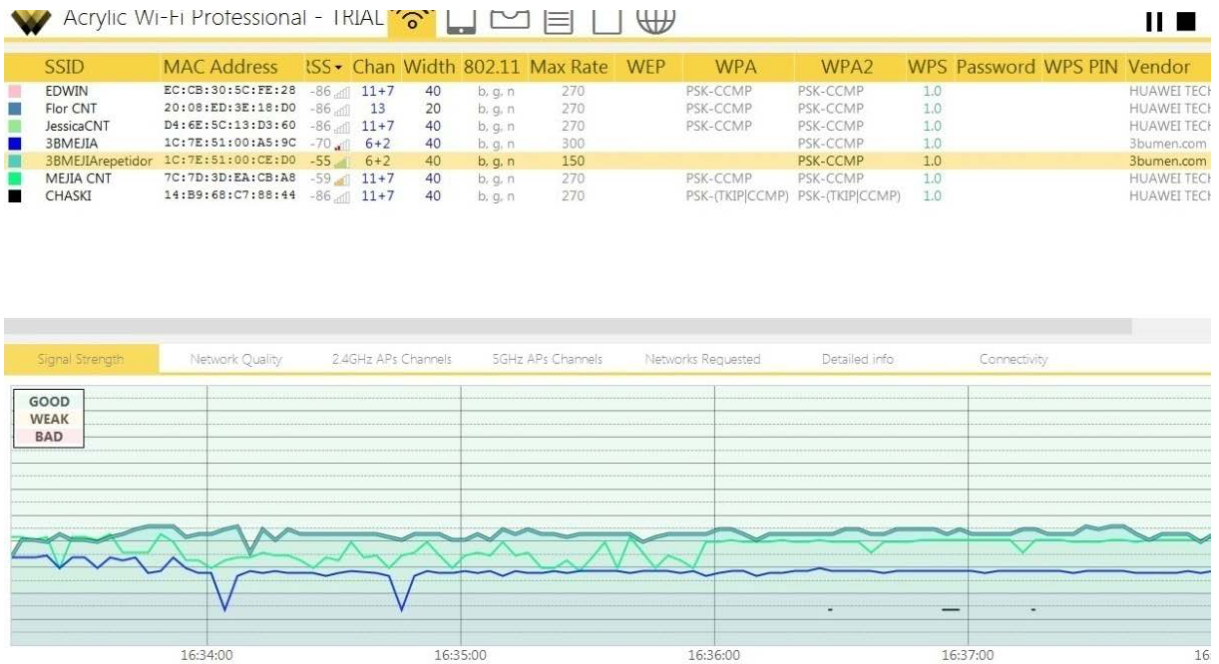 Acrylic Wi-Fi Professional - TRIAL
SSID MAC Address RSS Chan Width 802.11 Max Rate WEP WPA WPA2 WPS Password WPS PIN Vendor
EDWIN EC:CB:30:5C:FE:28 -86 11+7 40 b, g, n 270 PSK-CCMP PSK-CCMP 1.0 HUAWEI TECH
Flor CNT 20:08:ED:3E:18:D0 -86 13 20 b, g, n 270 PSK-CCMP PSK-CCMP 1.0 HUAWEI TECH
JessicaCNT D4:6E:5C:13:D3:60 -86 11+7 40 b, g, n 270 PSK-CCMP PSK-CCMP 1.0 HUAWEI TECH
3BMEJIA 1C:7E:51:00:A5:9C -70 6+2 40 b, g, n 300 PSK-CCMP 1.0 3bumen.com
3BMEJIArepetidor 1C:7E:51:00:CE:D0 -55 6+2 40 b, g, n 150 PSK-CCMP 1.0 3bumen.com
MEJIA CNT 7C:7D:3D:EA:CB:A8 -59 11+7 40 b, g, n 270 PSK-CCMP PSK-CCMP 1.0 HUAWEI TECH
CHASKI 14:B9:68:C7:88:44 -86 11+7 40 b, g, n 270 PSK-(TKIP|CCMP) PSK-(TKIP|CCMP) 1.0 HUAWEI TECH
Signal Strength Network Quality 2.4GHz APs Channels 5GHz APs Channels Networks Requested Detailed info Connectivity
GOOD
WEAK
BAD
16:34:00 16:35:00 16:36:00 16:37:00 16: